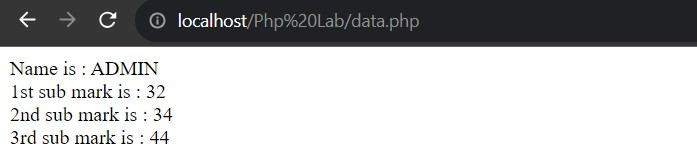 localhost/Php%20Lab/data.php
Name is : ADMIN
1st sub mark is : 32
2nd sub mark is : 34
3rd sub mark is : 44